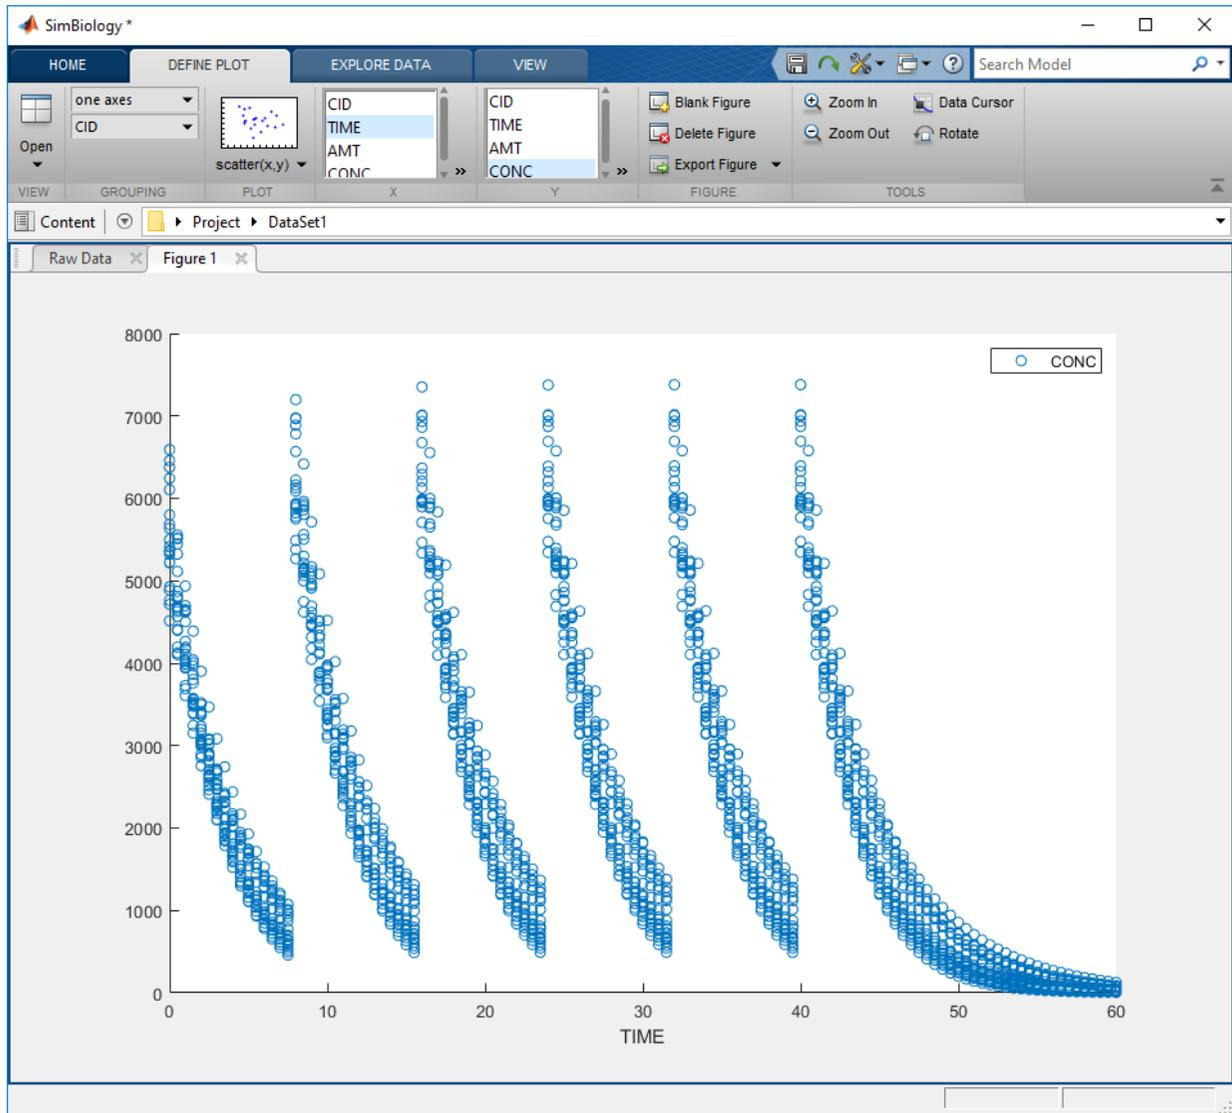 SimBiology *
HOME DEFINE PLOT EXPLORE DATA VIEW Search Model
one axes
CID
Open
VIEW
GROUPING
scatter(x,y)
PLOT
CID
TIME
AMT
CONC
X
CID
TIME
AMT
CONC
Y
Blank Figure
Delete Figure
Export Figure
FIGURE
Zoom In Data Cursor
Zoom Out Rotate
TOOLS
Content Project DataSet1
Raw Data Figure 1
CONC
8000
7000
6000
5000
4000
3000
2000
1000
0
0 10 20 30 40 50 60
TIME